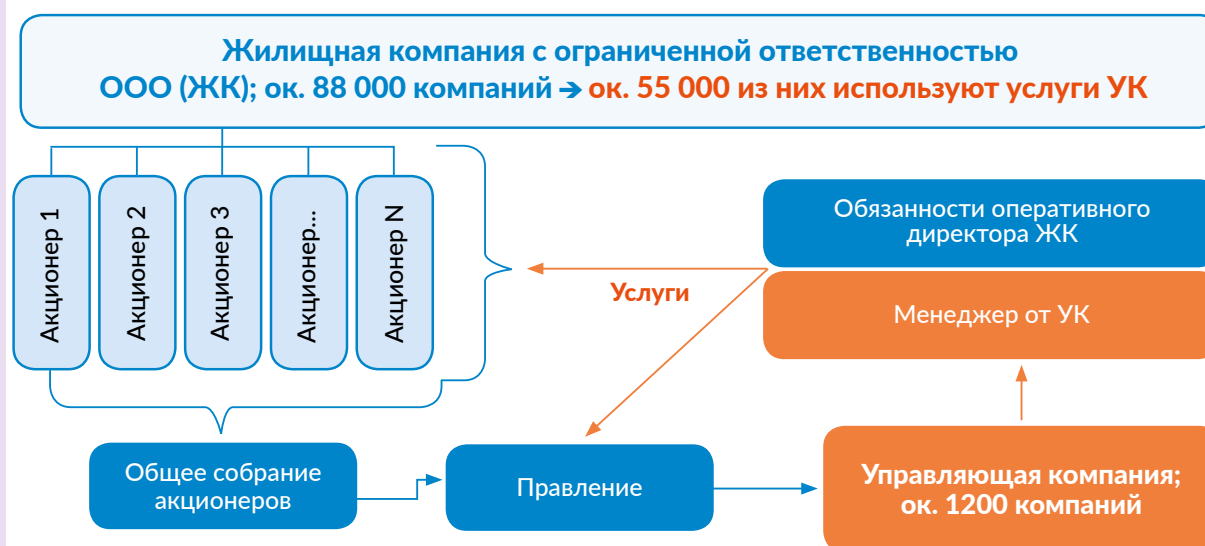 Жилищная компания с ограниченной ответственностью
ООО (ЖК); ок. 88 000 компаний → ок. 55 000 из них используют услуги УК
Акционер 1
Акционер 2
Акционер 3
Акционер...
Акционер N
Обязанности оперативного
директора ЖК
Услуги
Менеджер от УК
Общее собрание
акционеров
Правление
Управляющая компания;
ок. 1200 компаний